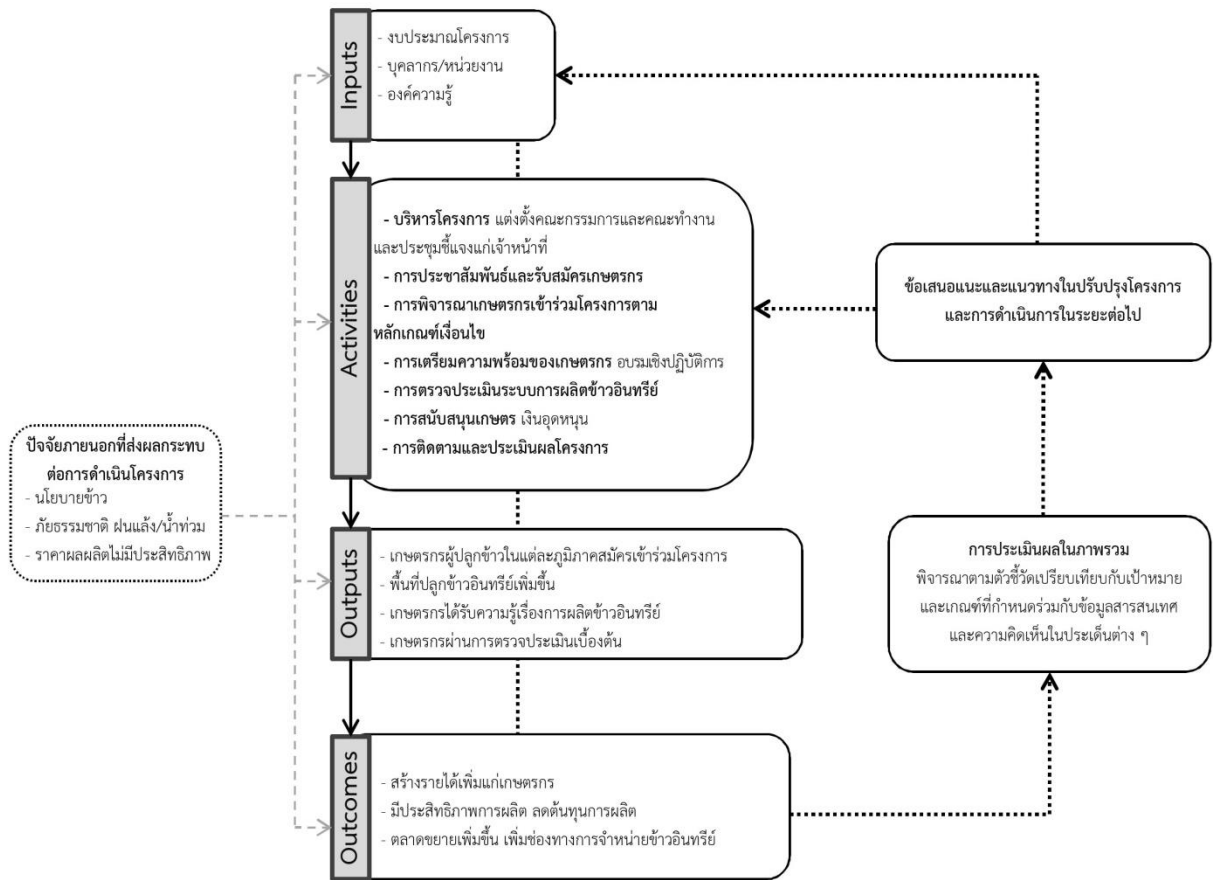 Inputs
- งบประมาณโครงการ
- บุคลากร/หน่วยงาน
- องค์ความรู้
Activities
- บริหารโครงการ แต่งตั้งคณะกรรมการและคณะทำงาน
และประชุมชี้แจงแก่เจ้าหน้าที่
- การประชาสัมพันธ์และรับสมัครเกษตรกร
- การพิจารณาเกษตรกรเข้าร่วมโครงการตาม
หลักเกณฑ์เงื่อนไข
- การเตรียมความพร้อมของเกษตรกร อบรมเชิงปฏิบัติการ
- การตรวจประเมินระบบการผลิตข้าวอินทรีย์
- การสนับสนุนเกษตร เงินอุดหนุน
- การติดตามและประเมินผลโครงการ
Outputs
- เกษตรกรผู้ปลูกข้าวในแต่ละภูมิภาคสมัครเข้าร่วมโครงการ
- พื้นที่ปลูกข้าวอินทรีย์เพิ่มขึ้น
- เกษตรกรได้รับความรู้เรื่องการผลิตข้าวอินทรีย์
- เกษตรกรผ่านการตรวจประเมินเบื้องต้น
Outcomes
- สร้างรายได้เพิ่มแก่เกษตรกร
- มีประสิทธิภาพการผลิต ลดต้นทุนการผลิต
- ตลาดขยายเพิ่มขึ้น เพิ่มช่องทางการจำหน่ายข้าวอินทรีย์
ปัจจัยภายนอกที่ส่งผลกระทบ
ต่อการดำเนินโครงการ
- นโยบายข้าว
- ภัยธรรมชาติ ฝนแล้ง/น้ำท่วม
- ราคาผลผลิตไม่มีประสิทธิภาพ
ข้อเสนอแนะและแนวทางในปรับปรุงโครงการ
และการดำเนินการในระยะต่อไป
การประเมินผลในภาพรวม
พิจารณาตามตัวชี้วัดเปรียบเทียบกับเป้าหมาย
และเกณฑ์ที่กำหนดร่วมกับข้อมูลสารสนเทศ
และความคิดเห็นในประเด็นต่าง ๆ